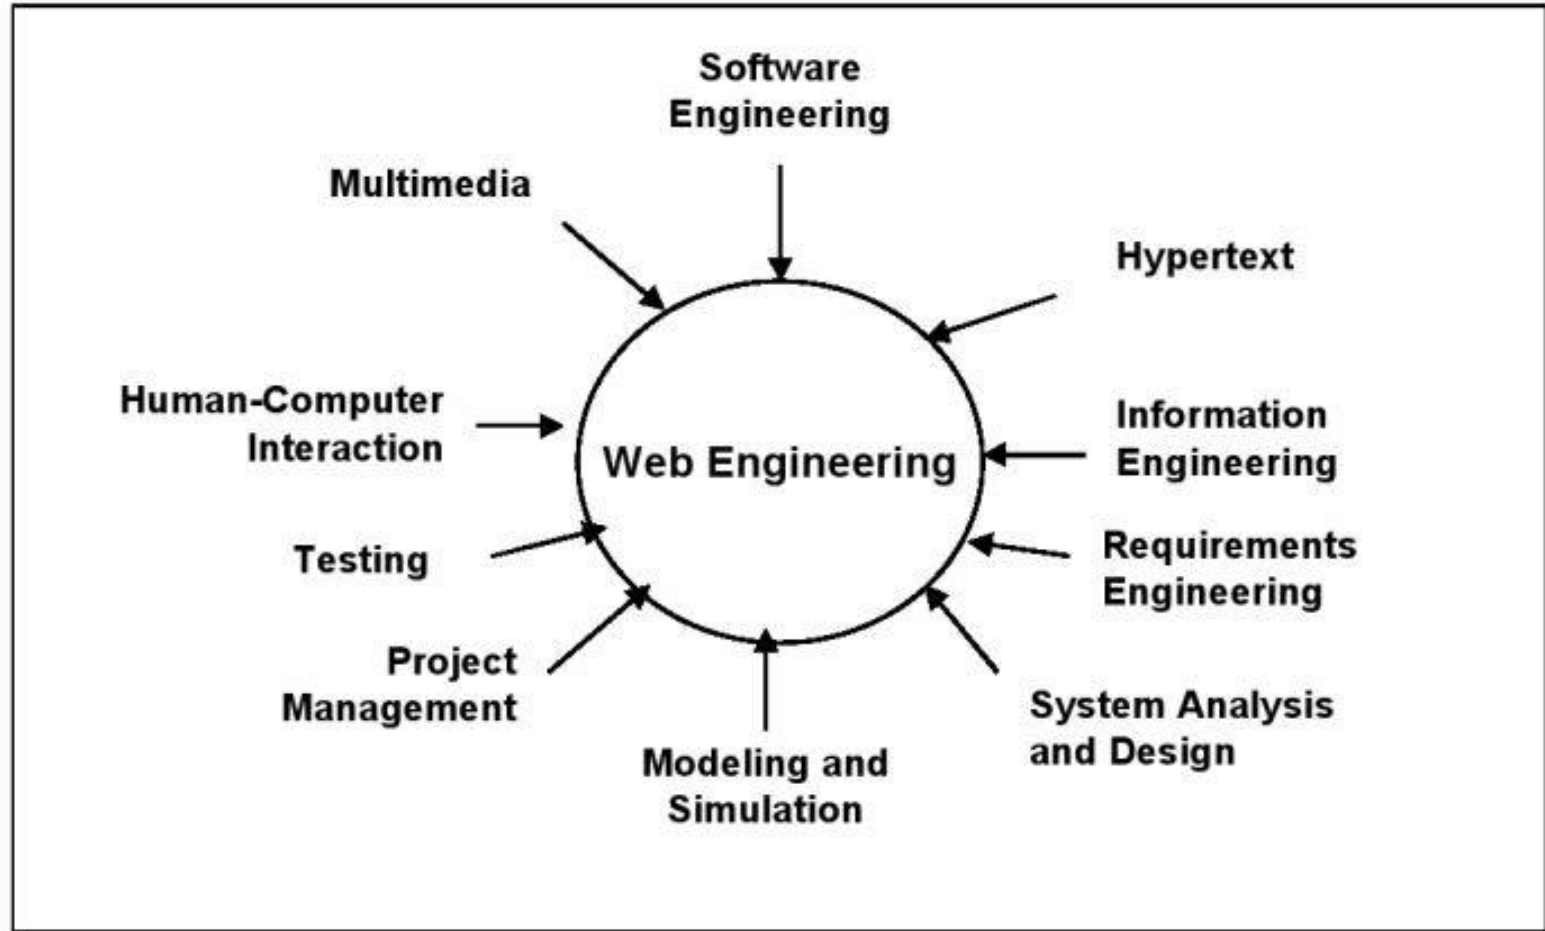 Software
Engineering
Multimedia
Hypertext
Human-Computer
Interaction
Information
Engineering
Web Engineering
Testing
Requirements
Engineering
Project
Management
System Analysis
and Design
Modeling and
Simulation